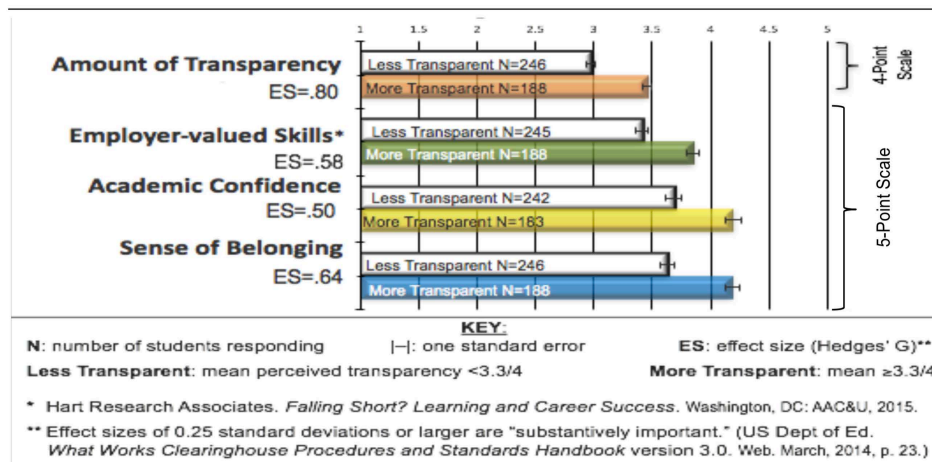 1 1.5 2 2.5 3 3.5 4 4.5 5
Amount of Transparency
ES=.80
Less Transparent N=246
More Transparent N=188
4-Point
Scale
Employer-valued Skills*
ES=.58
Less Transparent N=245
More Transparent N=188
Academic Confidence
ES=.50
Less Transparent N=242
More Transparent N=183
Sense of Belonging
ES=.64
Less Transparent N=246
More Transparent N=188
5-Point Scale
KEY:
N: number of students responding |–|: one standard error ES: effect size (Hedges' G)**
Less Transparent: mean perceived transparency <3.3/4 More Transparent: mean ≥3.3/4
* Hart Research Associates. Falling Short? Learning and Career Success. Washington, DC: AAC&U, 2015.
** Effect sizes of 0.25 standard deviations or larger are “substantively important.” (US Dept of Ed.
What Works Clearinghouse Procedures and Standards Handbook version 3.0. Web. March, 2014, p. 23.)